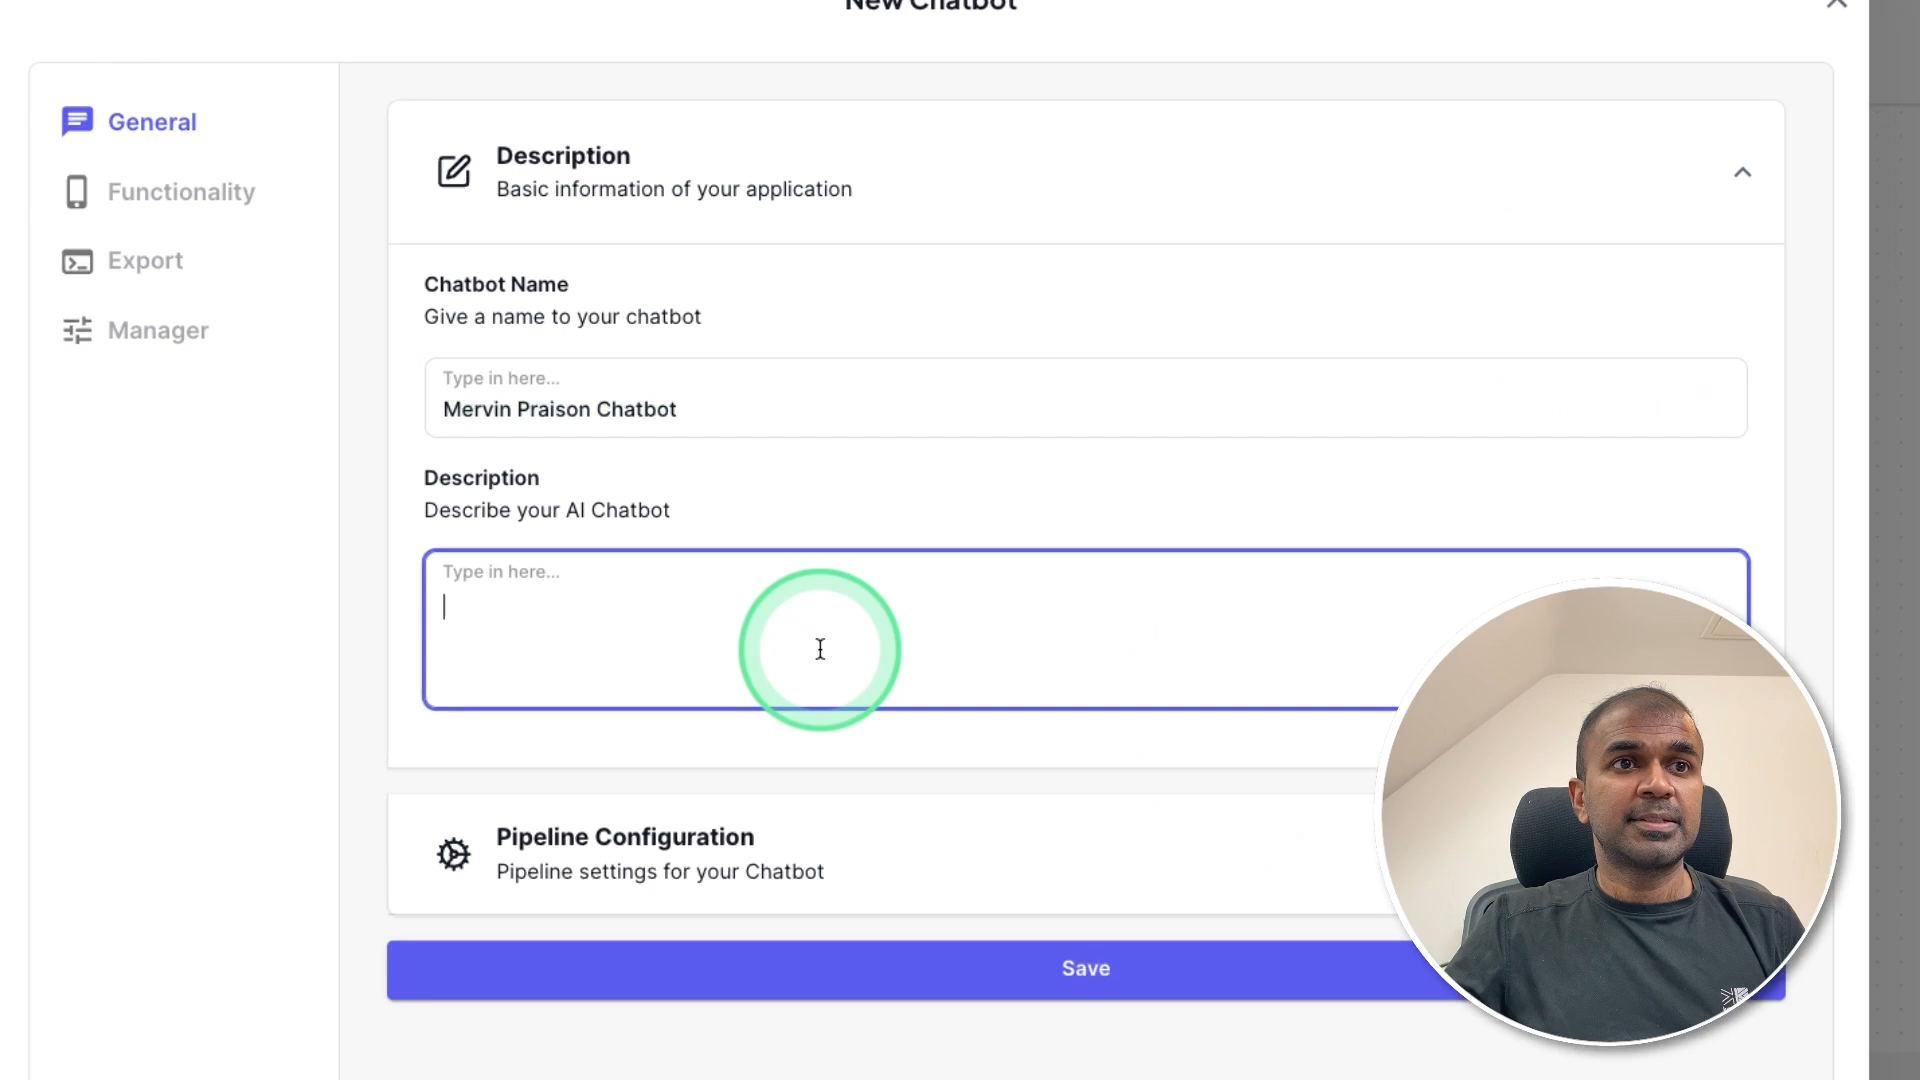 New Chatbot
General
Functionality
Export
Manager
Description
Basic information of your application
Chatbot Name
Give a name to your chatbot
Type in here...
Mervin Praison Chatbot
Description
Describe your AI Chatbot
Type in here...
Pipeline Configuration
Pipeline settings for your Chatbot
Save